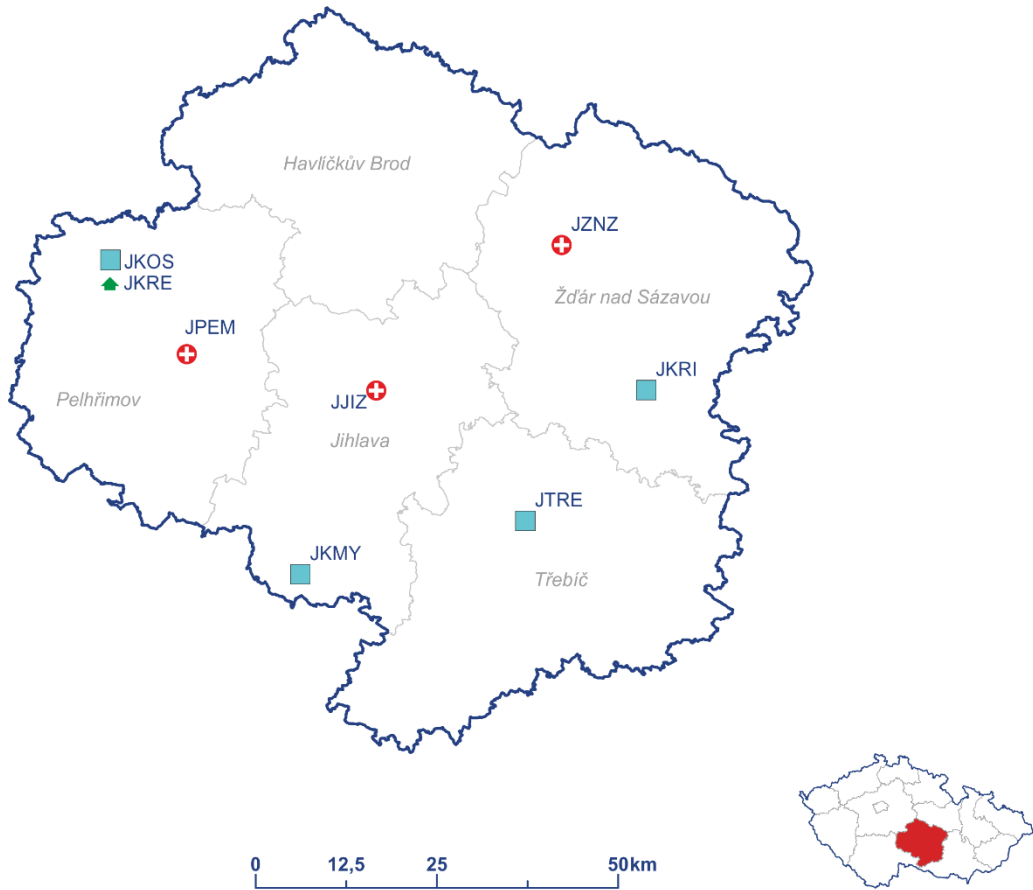 Havlíčkův Brod
JZNZ
JKOS
JKRE
Žďár nad Sázavou
JPEM
JKRI
Pelhřimov
JJIZ
Jihlava
JTRE
JKMY
Třebíč
0 12,5 25 50km